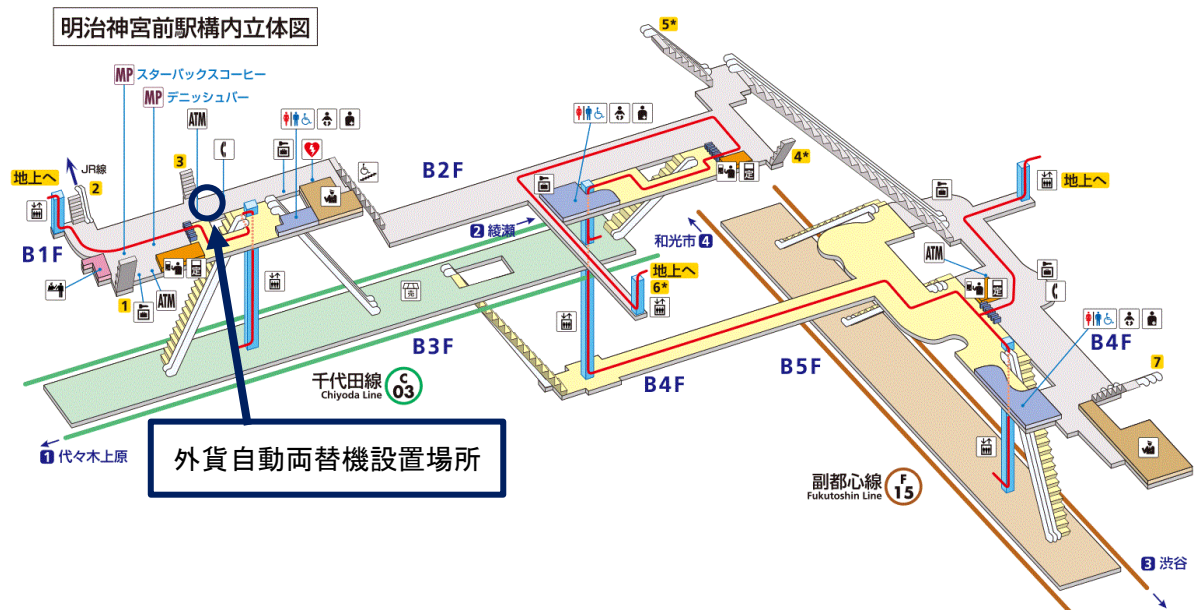 明治神宮前駅構内立体図
5*
MP スターバックスコーヒー
MP デニッシュバー
ATM
3
JR線
地上へ
2
B2F
4*
地上へ
2 綾瀬
和光市 4
B1F
ATM
1
ATM
地上へ
6*
B3F
B4F
B5F
B4F
7
千代田線
Chiyoda Line
C
03
1 代々木上原
外貨自動両替機設置場所
副都心線
Fukutoshin Line
F
15
3 渋谷